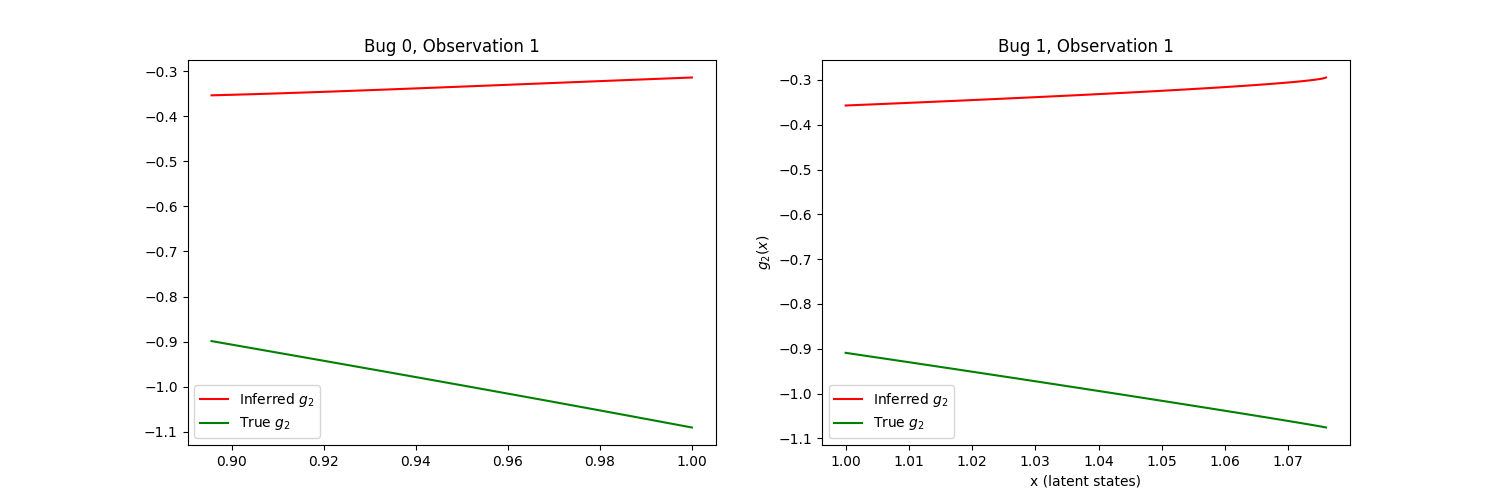 Bug 0, Observation 1
−0.3
−0.4
−0.5
−0.6
−0.7
−0.8
−0.9
−1.0
−1.1
Inferred g₂
True g₂
0.90 0.92 0.94 0.96 0.98 1.00
Bug 1, Observation 1
g₂(x)
−0.3
−0.4
−0.5
−0.6
−0.7
−0.8
−0.9
−1.0
−1.1
Inferred g₂
True g₂
1.00 1.01 1.02 1.03 1.04 1.05 1.06 1.07
x (latent states)